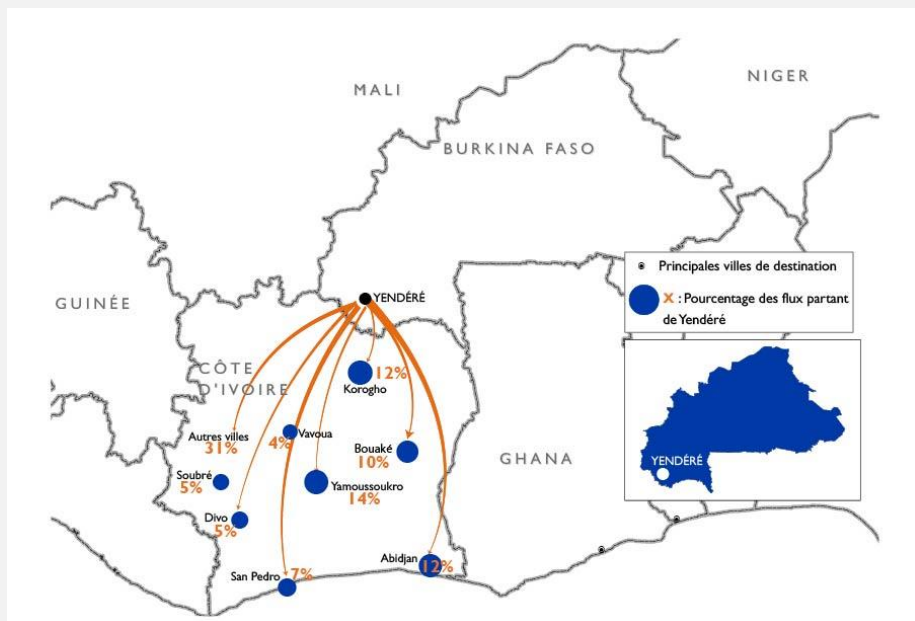 NIGER
MALI
BURKINA FASO
• Principales villes de destination
X : Pourcentage des flux partant
de Yendéré
GUINÉE
YENDÉRÉ
CÔTE
D'IVOIRE
12%
Korogho
Autres villes
31%
4%
Vavoua
Bouaké
10%
GHANA
YENDÉRÉ
Soubré
5%
Yamoussoukro
14%
Divo
5%
Abidjan
12%
San Pedro
7%